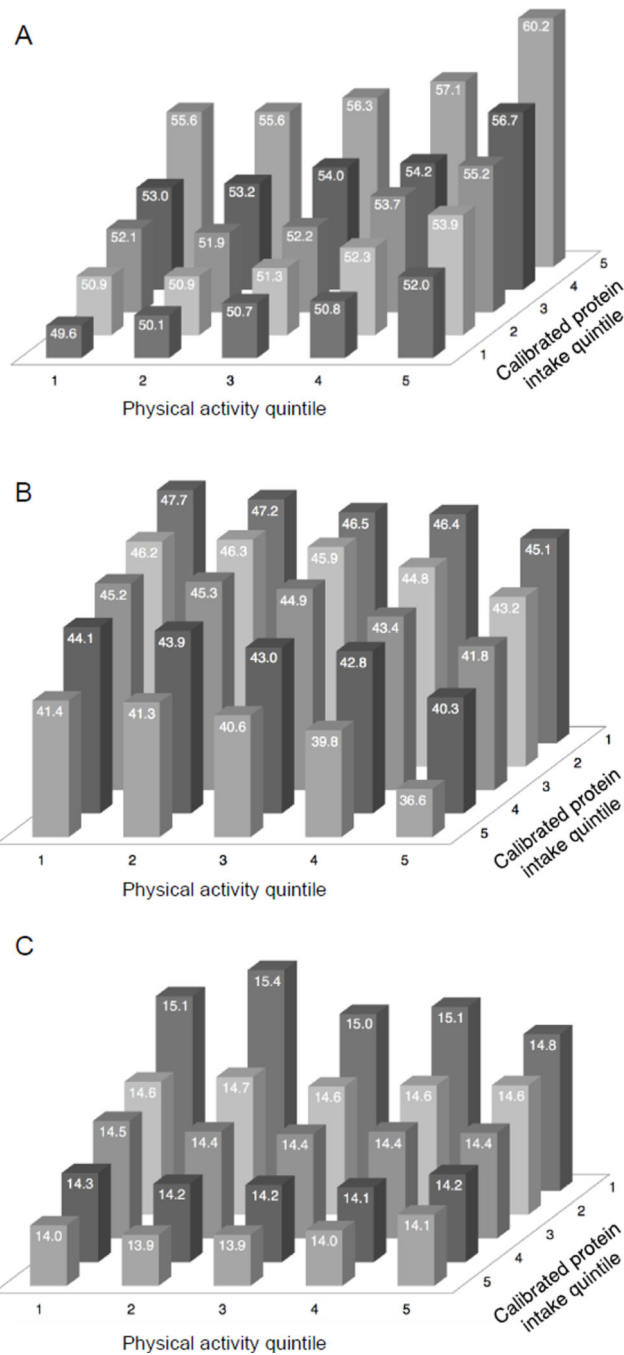 A
55.6 55.6 56.3 57.1 60.2
53.0 53.2 54.0 54.2 56.7
52.1 51.9 52.2 53.7 55.2
50.9 50.9 51.3 52.3 53.9
49.6 50.1 50.7 50.8 52.0
1 2 3 4 5
Physical activity quintile
1 2 3 4 5
Calibrated protein
intake quintile
B
47.7 47.2 46.5 46.4 45.1
46.2 46.3 45.9 44.8 43.2
45.2 45.3 44.9 43.4 41.8
44.1 43.9 43.0 42.8 40.3
41.4 41.3 40.6 39.8 36.6
1 2 3 4 5
Physical activity quintile
5 4 3 2 1
Calibrated protein
intake quintile
C
15.1 15.4 15.0 15.1 14.8
14.6 14.7 14.6 14.6 14.6
14.5 14.4 14.4 14.4 14.4
14.3 14.2 14.2 14.1 14.2
14.0 13.9 13.9 14.0 14.1
1 2 3 4 5
Physical activity quintile
5 4 3 2 1
Calibrated protein
intake quintile